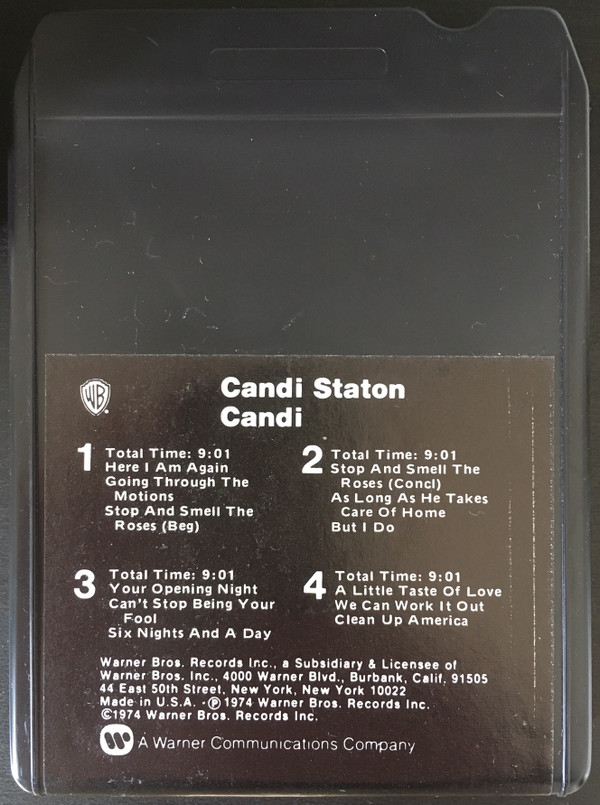 WB
Candi Staton
Candi
1 Total Time: 9:01
Here I Am Again
Going Through The
Motions
Stop And Smell The
Roses (Beg)
2 Total Time: 9:01
Stop And Smell The
Roses (Concl)
As Long As He Takes
Care Of Home
But I Do
3 Total Time: 9:01
Your Opening Night
Can't Stop Being Your
Fool
Six Nights And A Day
4 Total Time: 9:01
A Little Taste Of Love
We Can Work It Out
Clean Up America
Warner Bros. Records Inc., a Subsidiary & Licensee of
Warner Bros. Inc., 4000 Warner Blvd., Burbank, Calif. 91505
44 East 50th Street, New York, New York 10022
Made in U.S.A. · ℗ 1974 Warner Bros. Records Inc.
©1974 Warner Bros. Records Inc.
A Warner Communications Company